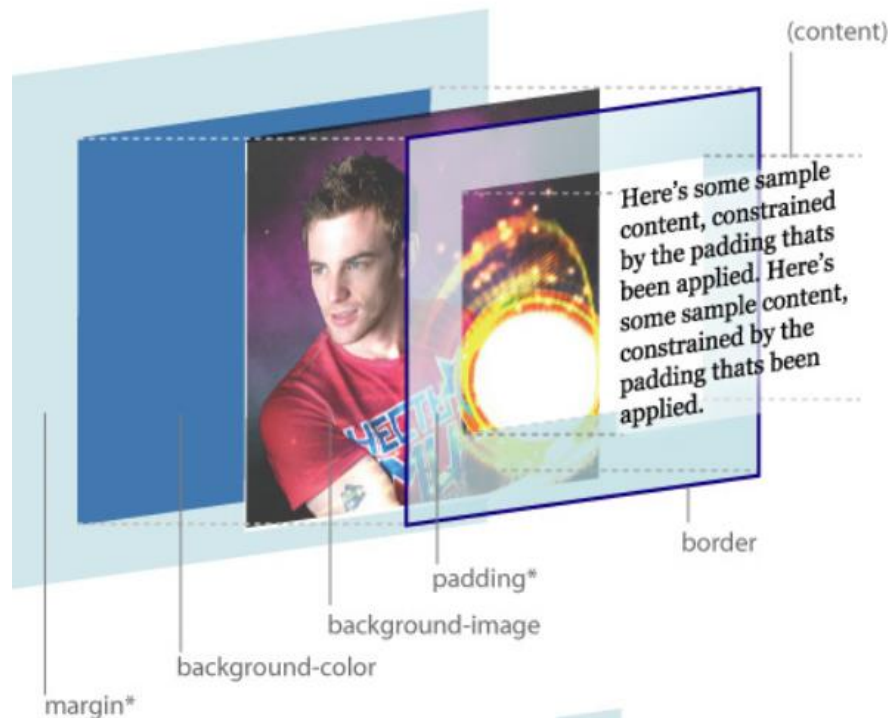 (content)
Here's some sample
content, constrained
by the padding thats
been applied. Here's
some sample content,
constrained by the
padding thats been
applied.
border
padding*
background-image
background-color
margin*